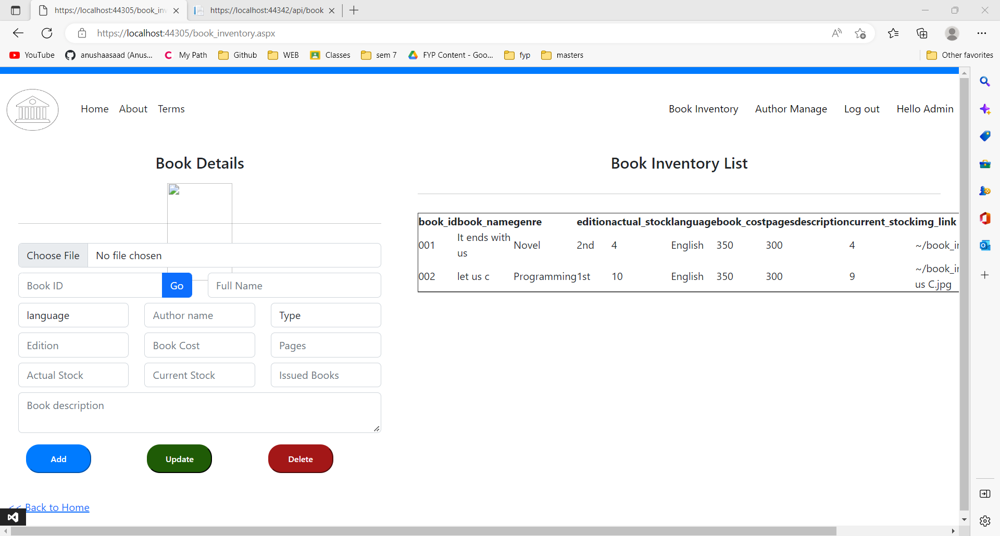 https://localhost:44305/book_inv
https://localhost:44342/api/book
https://localhost:44305/book_inventory.aspx
YouTube anushaasaad (Anus... My Path Github WEB Classes sem 7 FYP Content - Goo... fyp masters Other favorites
Home About Terms Book Inventory Author Manage Log out Hello Admin
Book Details
Book Inventory List
book_id book_name genre edition actual_stock language book_cost pages description current_stock img_link
001 It ends with us Novel 2nd 4 English 350 300 4 ~/book_in
002 let us c Programming 1st 10 English 350 300 9 ~/book_in us C.jpg
Choose File No file chosen
Book ID Go Full Name
language Author name Type
Edition Book Cost Pages
Actual Stock Current Stock Issued Books
Book description
Add Update Delete
<< Back to Home